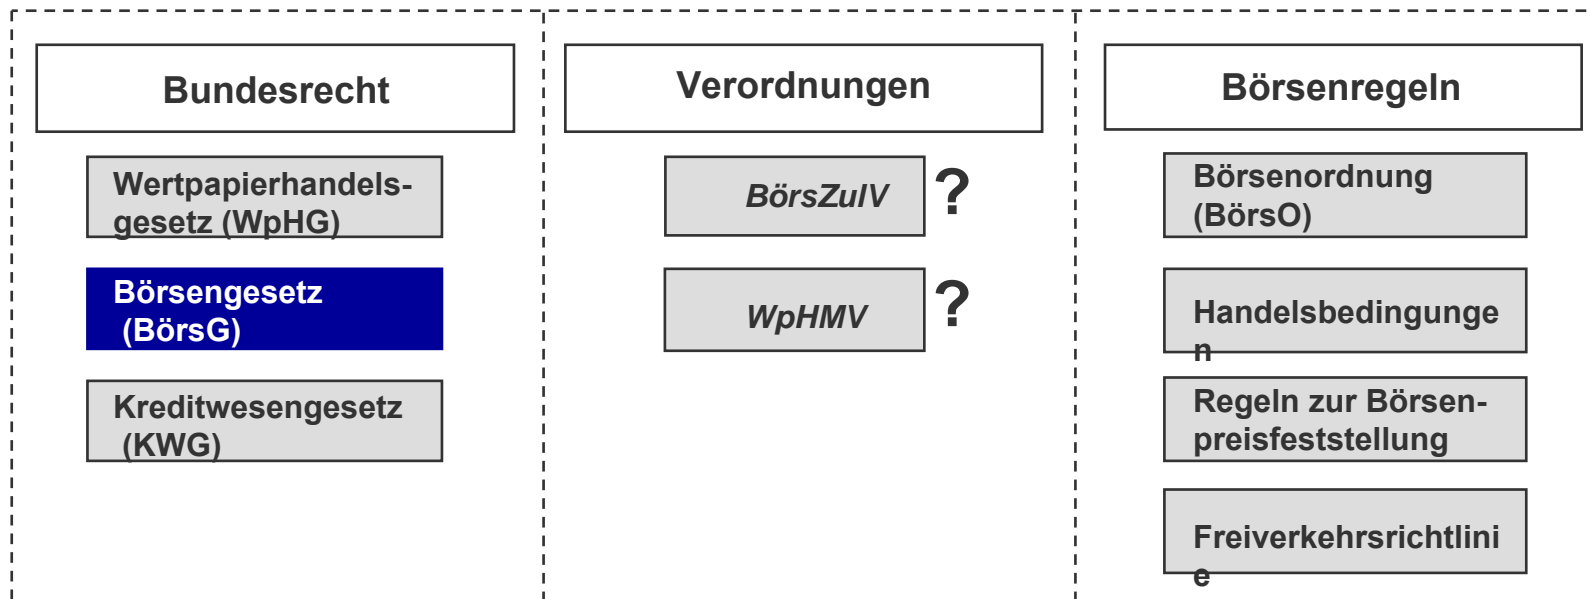 Bundesrecht
Wertpapierhandels-
gesetz (WpHG)
Börsengesetz
(BörsG)
Kreditwesengesetz
(KWG)
Verordnungen
BörsZulV ?
WpHMV ?
Börsenregeln
Börsenordnung
(BörsO)
Handelsbedingunge
n
Regeln zur Börsen-
preisfeststellung
Freiverkehrsrichtlini
e